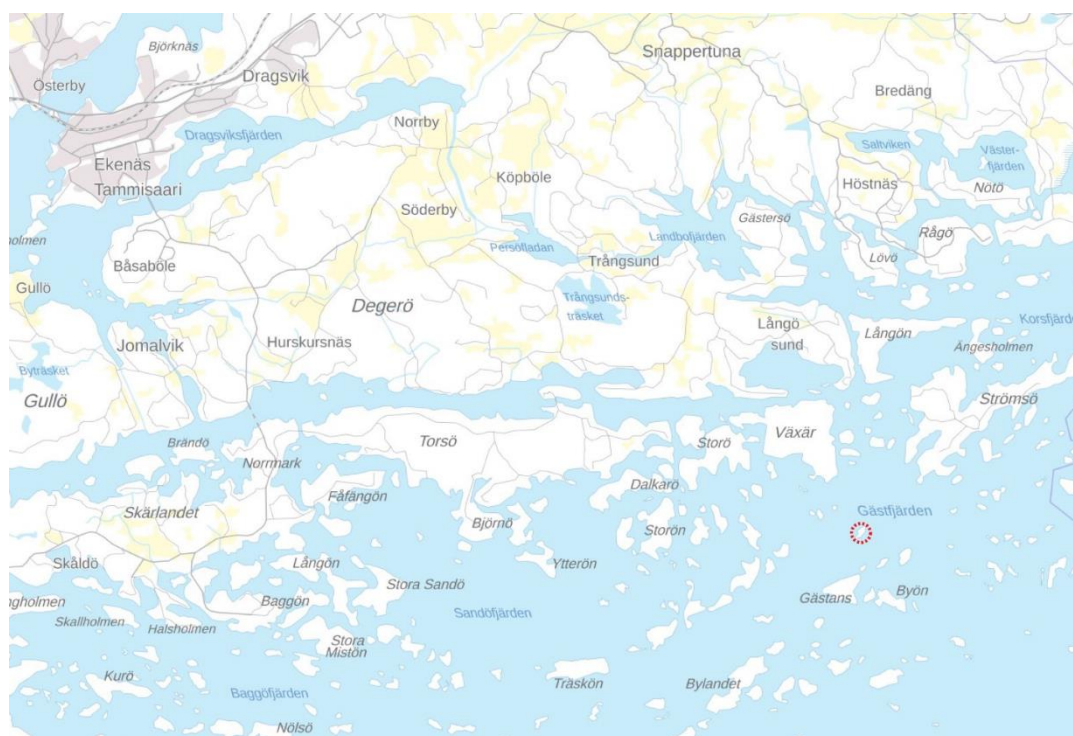 Björknäs
Snappertuna
Österby
Dragsvik
Bredäng
Norrby
Dragsviksfjärden
Saltviken
Väster-
fjärden
Ekenäs
Tammisaari
Köpböle
Höstnäs
Nötö
Söderby
Gästersö
Rågö
holmen
Persöfladan
Landbofjärden
Lövö
Båsaböle
Trångsund
Gullö
Degerö
Trångsunds-
träsket
Korsfjärden
Jomalvik
Hurskursnäs
Långö
sund
Långön
Ängesholmen
Byträsket
Gullö
Strömsö
Brändö
Torsö
Storö
Växär
Norrmark
Fåfängön
Dalkarö
Skärlandet
Björnö
Storön
Gästfjärden
Skåldö
Långön
Ytterön
Stora Sandö
Gästans
Byön
ngholmen
Baggön
Skallholmen
Halsholmen
Sandöfjärden
Stora
Mistön
Kurö
Träskön
Bylandet
Baggöfjärden
Nölsö